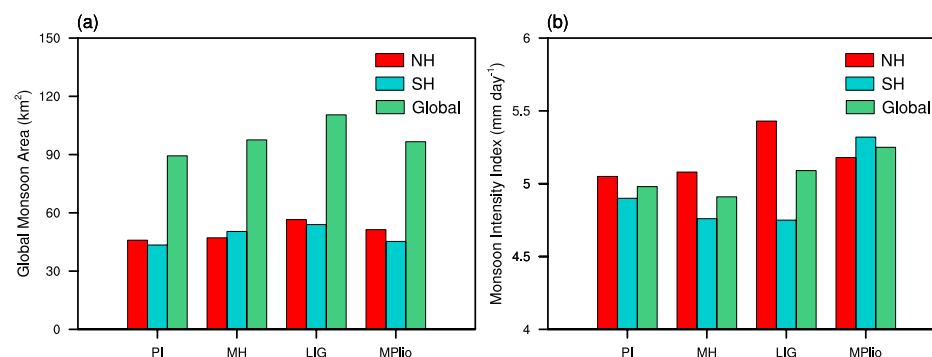 (a)
Global Monsoon Area (km²)
150
120
90
60
30
0
NH
SH
Global
PI
MH
LIG
MPlio
(b)
Monsoon Intensity Index (mm day⁻¹)
6
5.5
5
4.5
4
NH
SH
Global
PI
MH
LIG
MPlio